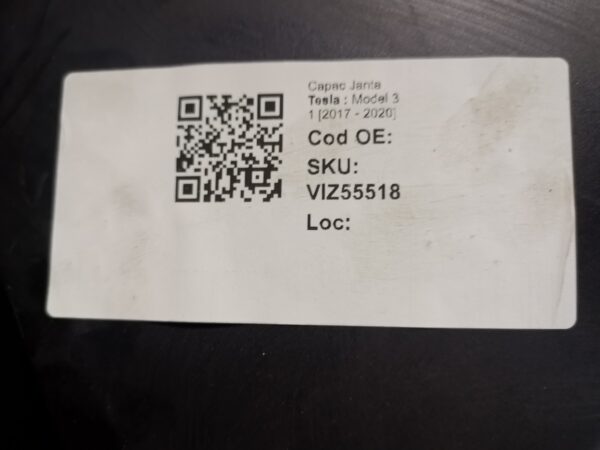 Capac Janta
Tesla : Model 3
1 [2017 - 2020]
Cod OE:
SKU:
VIZ55518
Loc: